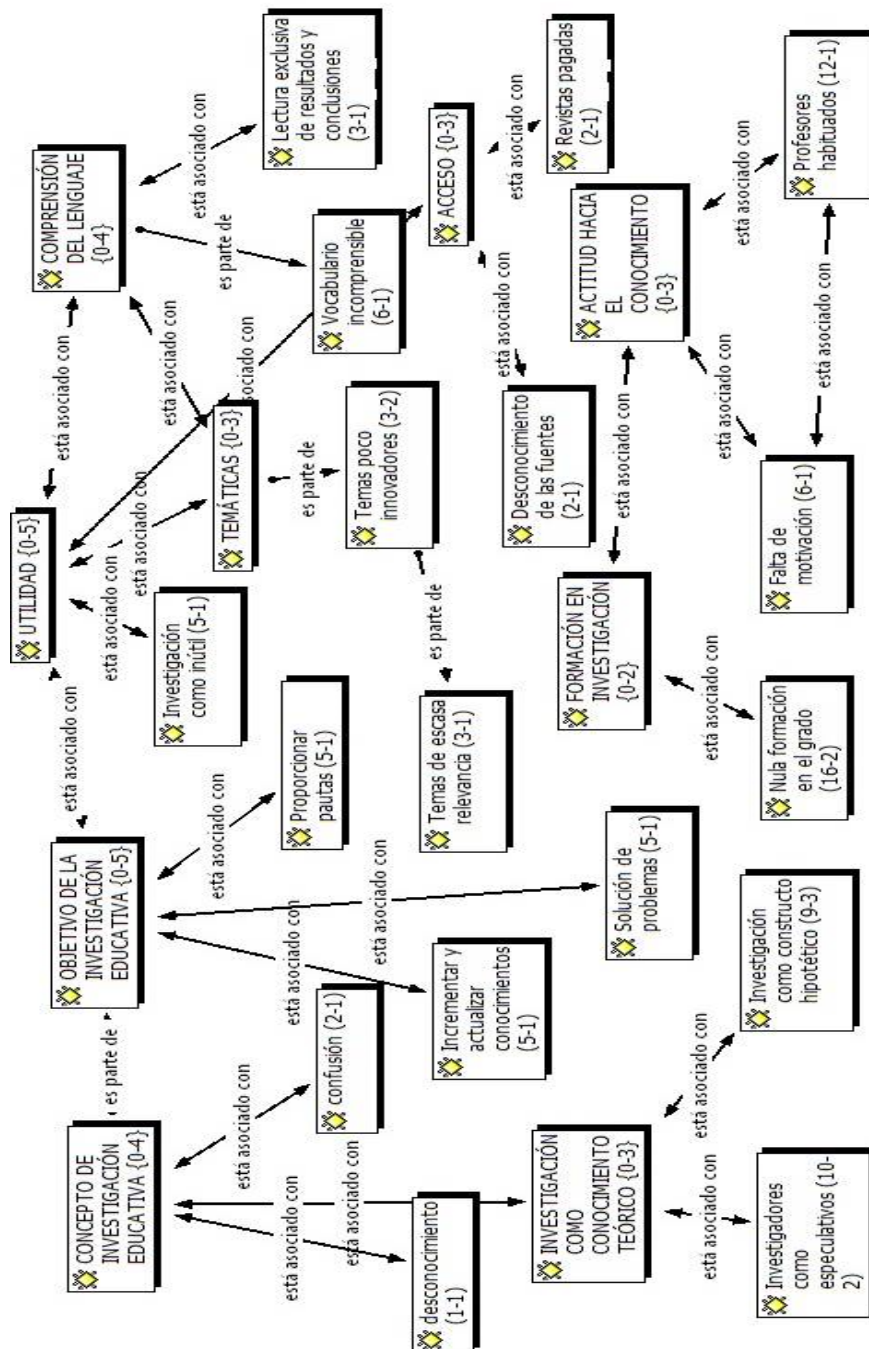 CONCEPTO DE
INVESTIGACIÓN
EDUCATIVA {0-4}
es parte de
OBJETIVO DE LA
INVESTIGACIÓN
EDUCATIVA {0-5}
está asociado con
UTILIDAD {0-5}
está asociado con
COMPRENSIÓN
DEL LENGUAJE
{0-4}
está asociado con
está asociado con
está asociado con
desconocimiento
(1-1)
confusión (2-1)
INVESTIGACIÓN
COMO
CONOCIMIENTO
TEÓRICO {0-3}
está asociado con
está asociado con
Investigadores
como
especulativos (10-
2)
Investigación
como constructo
hipotético (9-3)
está asociado con
está asociado con
está asociado con
Incrementar y
actualizar
conocimientos
(5-1)
Solución de
problemas (5-1)
Proporcionar
pautas (5-1)
está asociado con
está asociado con
está asociado con
sociado con
Investigación
como inútil (5-1)
TEMÁTICAS {0-3}
es parte de
Temas poco
innovadores (3-2)
es parte de
Temas de escasa
relevancia (3-1)
está asociado con
es parte de
está asociado con
Vocabulario
incomprensible
(6-1)
Lectura exclusiva
de resultados y
conclusiones
(3-1)
ACCESO {0-3}
está asociado con
está asociado con
Desconocimiento
de las fuentes
(2-1)
Revistas pagadas
(2-1)
FORMACIÓN EN
INVESTIGACIÓN
{0-2}
está asociado con
ACTITUD HACIA
EL
CONOCIMIENTO
{0-3}
está asociado con
está asociado con
está asociado con
Nula formación
en el grado
(16-2)
Falta de
motivación (6-1)
está asociado con
Profesores
habituados (12-1)